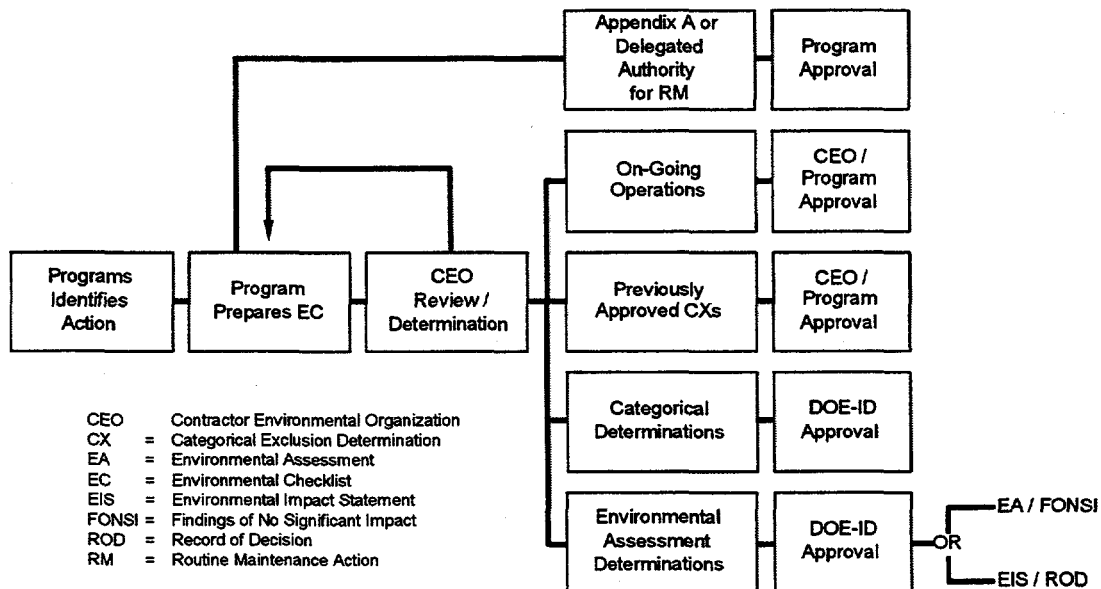 Appendix A or
Delegated
Authority
for RM
Program
Approval
On-Going
Operations
CEO /
Program
Approval
Programs
Identifies
Action
Program
Prepares EC
CEO
Review /
Determination
Previously
Approved CXs
CEO /
Program
Approval
Categorical
Determinations
DOE-ID
Approval
Environmental
Assessment
Determinations
DOE-ID
Approval
OR
EA / FONSI
EIS / ROD
CEO Contractor Environmental Organization
CX = Categorical Exclusion Determination
EA = Environmental Assessment
EC = Environmental Checklist
EIS = Environmental Impact Statement
FONSI = Findings of No Significant Impact
ROD = Record of Decision
RM = Routine Maintenance Action